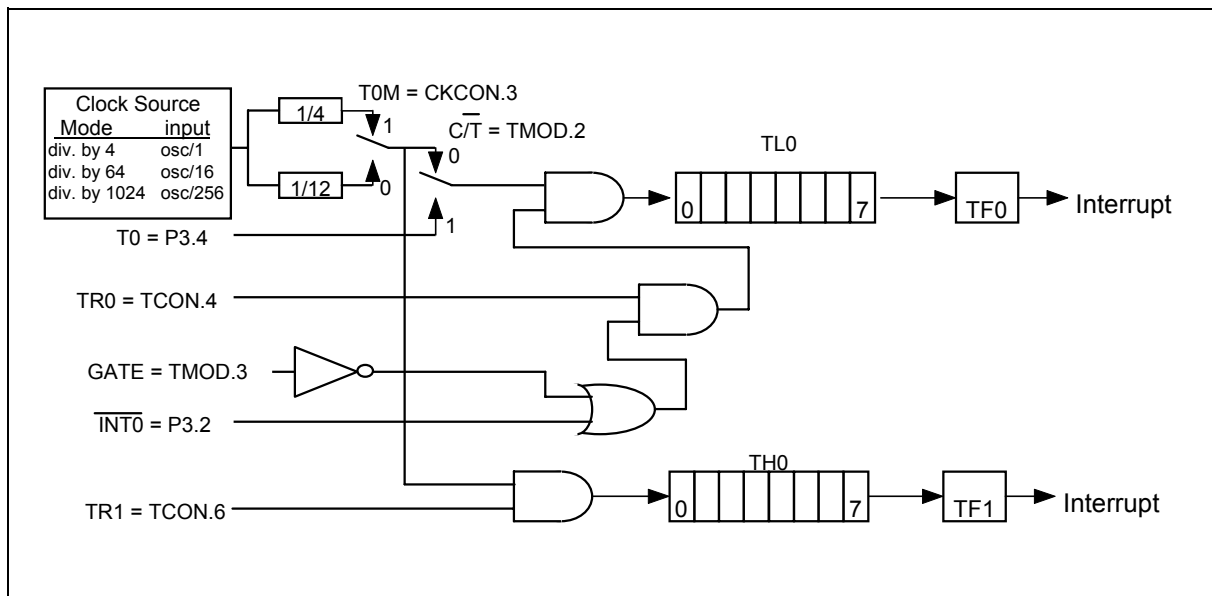 Clock Source
Mode input
div. by 4 osc/1
div. by 64 osc/16
div. by 1024 osc/256
1/4
1/12
T0M = CKCON.3
1
0
C/T̅ = TMOD.2
0
1
T0 = P3.4
TL0
0 7
TF0
Interrupt
TR0 = TCON.4
GATE = TMOD.3
I̅N̅T̅0̅ = P3.2
TR1 = TCON.6
TH0
0 7
TF1
Interrupt